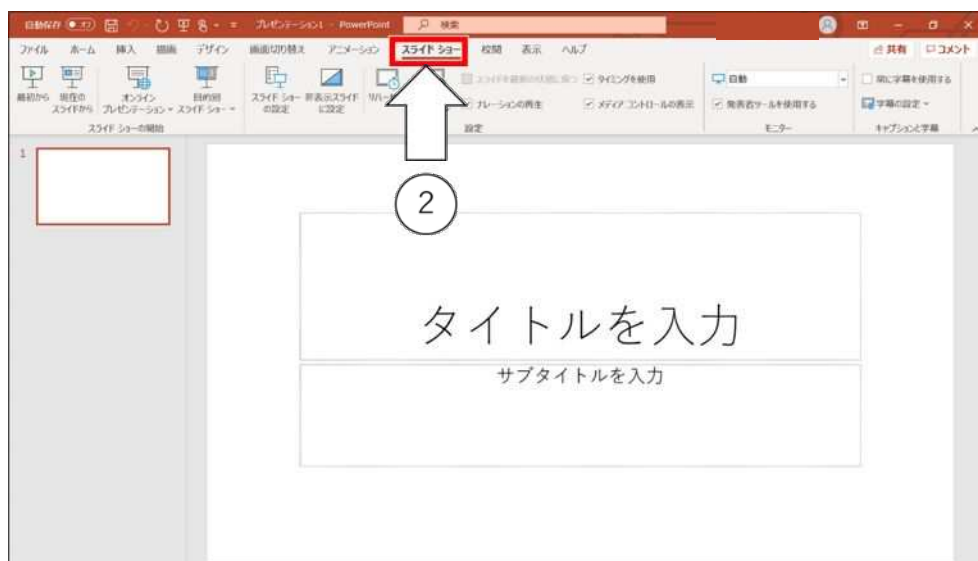 自動保存 オフ プレゼンテーション1 - PowerPoint 検索
ファイル ホーム 挿入 描画 デザイン 画面切り替え アニメーション スライド ショー 校閲 表示 ヘルプ 共有 コメント
最初から 現在の スライドから オンライン プレゼンテーション 目的別 スライド ショー スライド ショーの設定 非表示スライドに設定 タイミングを使用 自動 常に字幕を使用する
ナレーションの再生 メディア コントロールの表示 発表者ツールを使用する 字幕の設定
スライド ショーの開始 設定 モニター キャプションと字幕
1
2
タイトルを入力
サブタイトルを入力